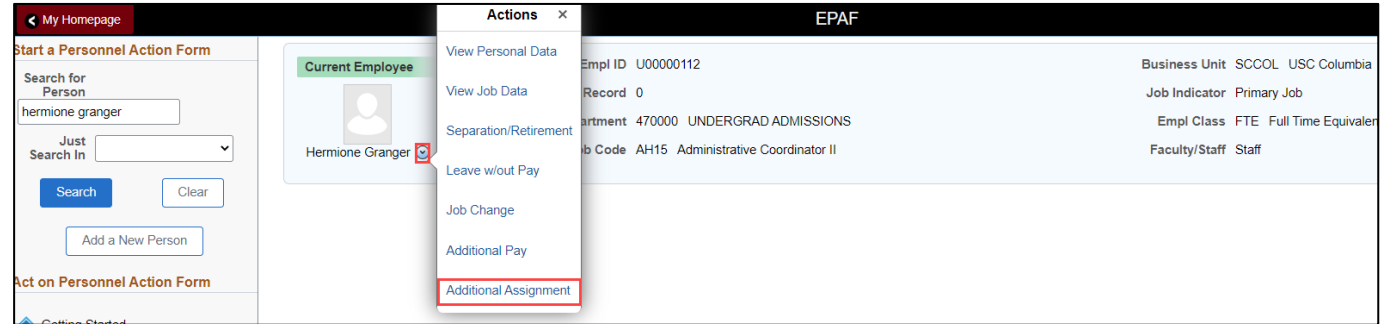 My Homepage
Actions ×
EPAF
Start a Personnel Action Form
Search for
Person
hermione granger
Just
Search In
Search
Clear
Add a New Person
Act on Personnel Action Form
Getting Started
Current Employee
Hermione Granger
View Personal Data
View Job Data
Separation/Retirement
Leave w/out Pay
Job Change
Additional Pay
Additional Assignment
Empl ID U00000112
Record 0
artment 470000 UNDERGRAD ADMISSIONS
b Code AH15 Administrative Coordinator II
Business Unit SCCOL USC Columbia
Job Indicator Primary Job
Empl Class FTE Full Time Equivalen
Faculty/Staff Staff